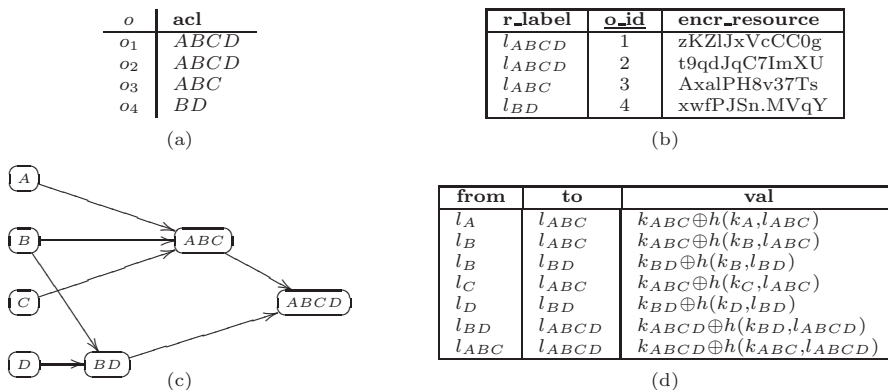 o acl
o1 ABCD
o2 ABCD
o3 ABC
o4 BD
(a)
r_label o_id encr_resource
lABCD 1 zKZlJxVcCC0g
lABCD 2 t9qdJqC7ImXU
lABC 3 AxalPH8v37Ts
lBD 4 xwfPJSn.MVqY
(b)
A
B
C
D
ABC
BD
ABCD
(c)
from to val
lA lABC kABC⊕h(kA,lABC)
lB lABC kABC⊕h(kB,lABC)
lB lBD kBD⊕h(kB,lBD)
lC lABC kABC⊕h(kC,lABC)
lD lBD kBD⊕h(kD,lBD)
lBD lABCD kABCD⊕h(kBD,lABCD)
lABC lABCD kABCD⊕h(kABC,lABCD)
(d)